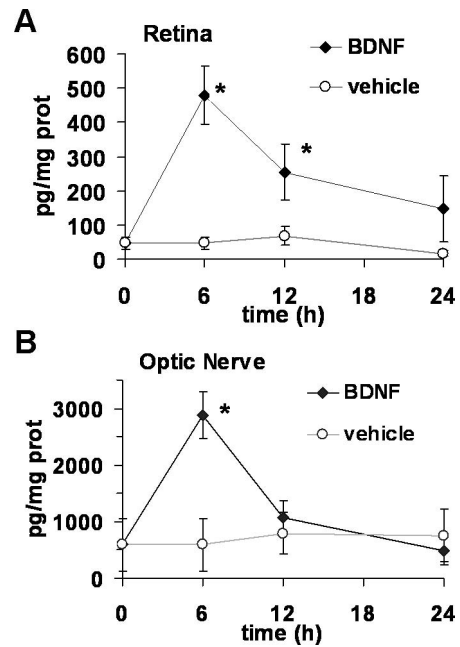 A
Retina
BDNF
vehicle
600
500
400
300
200
100
0
pg/mg prot
*
*
0 6 12 18 24
time (h)
B
Optic Nerve
BDNF
vehicle
3000
2000
1000
0
pg/mg prot
*
0 6 12 18 24
time (h)